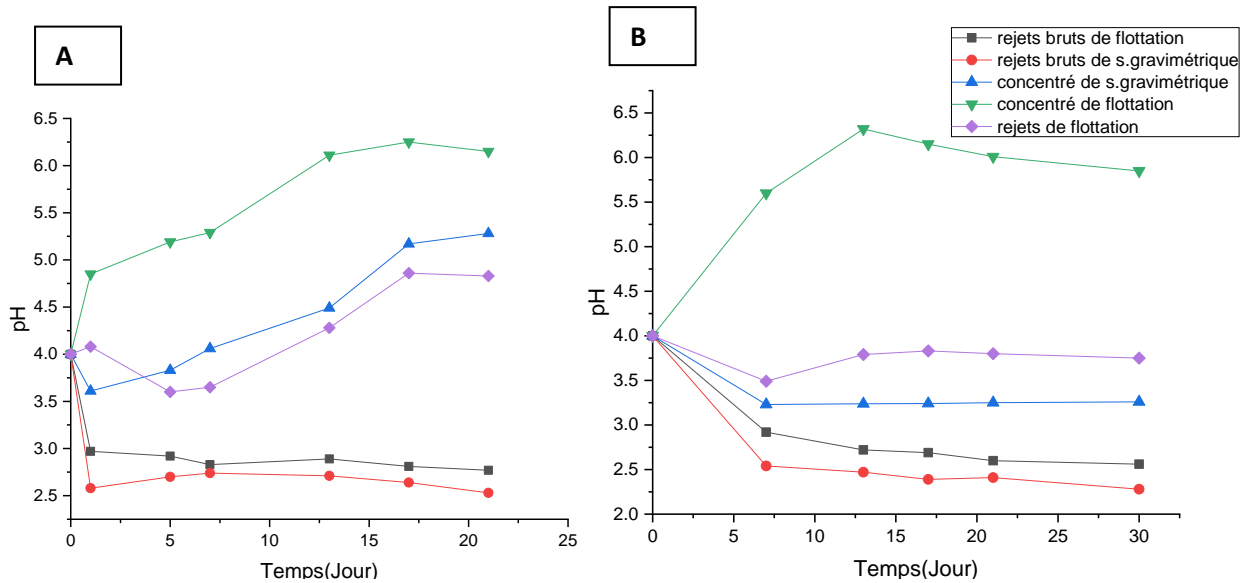 A
6.5
6.0
5.5
5.0
4.5
4.0
3.5
3.0
2.5
pH
0 5 10 15 20 25
Temps(Jour)
B
rejets bruts de flottation
rejets bruts de s.gravimétrique
concentré de s.gravimétrique
concentré de flottation
rejets de flottation
6.5
6.0
5.5
5.0
4.5
4.0
3.5
3.0
2.5
2.0
pH
0 5 10 15 20 25 30
Temps(Jour)